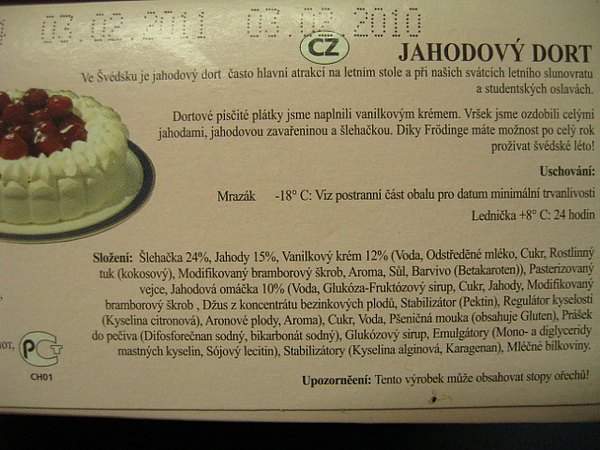 03.02.2011 03.08.2010
CZ
JAHODOVÝ DORT
Ve Švédsku je jahodový dort často hlavní atrakcí na letním stole a při našich svátcích letního slunovratu
a studentských oslavách.
Dortové písčité plátky jsme naplnili vanilkovým krémem. Vršek jsme ozdobili celými
jahodami, jahodovou zavařeninou a šlehačkou. Díky Frödinge máte možnost po celý rok
prožívat švédské léto!
Uschování:
Mrazák -18° C: Viz postranní část obalu pro datum minimální trvanlivosti
Lednička +8° C: 24 hodin
Složení: Šlehačka 24%, Jahody 15%, Vanilkový krém 12% (Voda, Odstředěné mléko, Cukr, Rostlinný
tuk (kokosový), Modifikovaný bramborový škrob, Aroma, Sůl, Barvivo (Betakaroten)), Pasterizovaný
vejce, Jahodová omáčka 10% (Voda, Glukóza-Fruktózový sirup, Cukr, Jahody, Modifikovaný
bramborový škrob , Džus z koncentrátu bezinkových plodů, Stabilizátor (Pektin), Regulátor kyselosti
(Kyselina citronová), Aronové plody, Aroma), Cukr, Voda, Pšeničná mouka (obsahuje Gluten), Prášek
do pečiva (Difosforečnan sodný, bikarbonát sodný), Glukózový sirup, Emulgátory (Mono- a diglyceridy
mastných kyselin, Sójový lecitin), Stabilizátory (Kyselina alginová, Karagenan), Mléčné bílkoviny.
Upozornčení: Tento výrobek může obsahovat stopy ořechů!
PCT
CH01